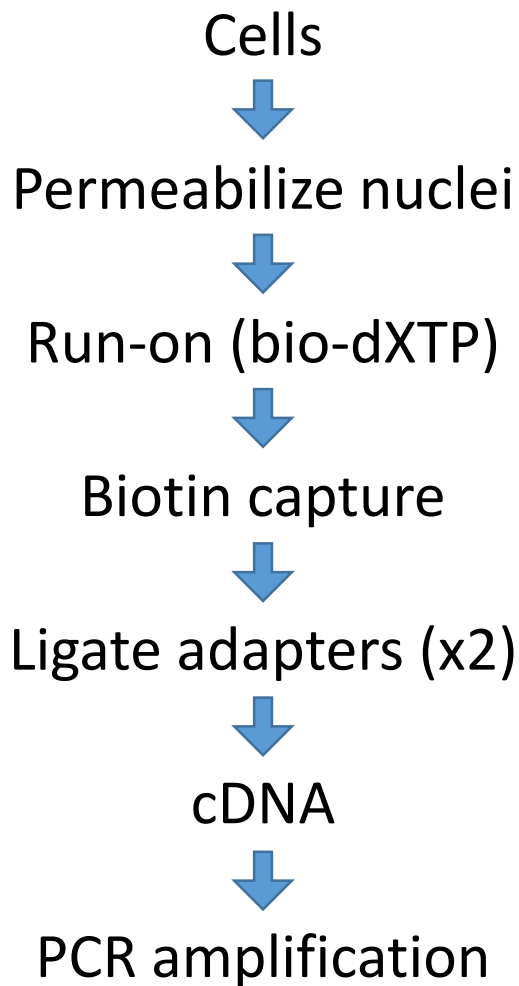 Cells
Permeabilize nuclei
Run-on (bio-dXTP)
Biotin capture
Ligate adapters (x2)
cDNA
PCR amplification